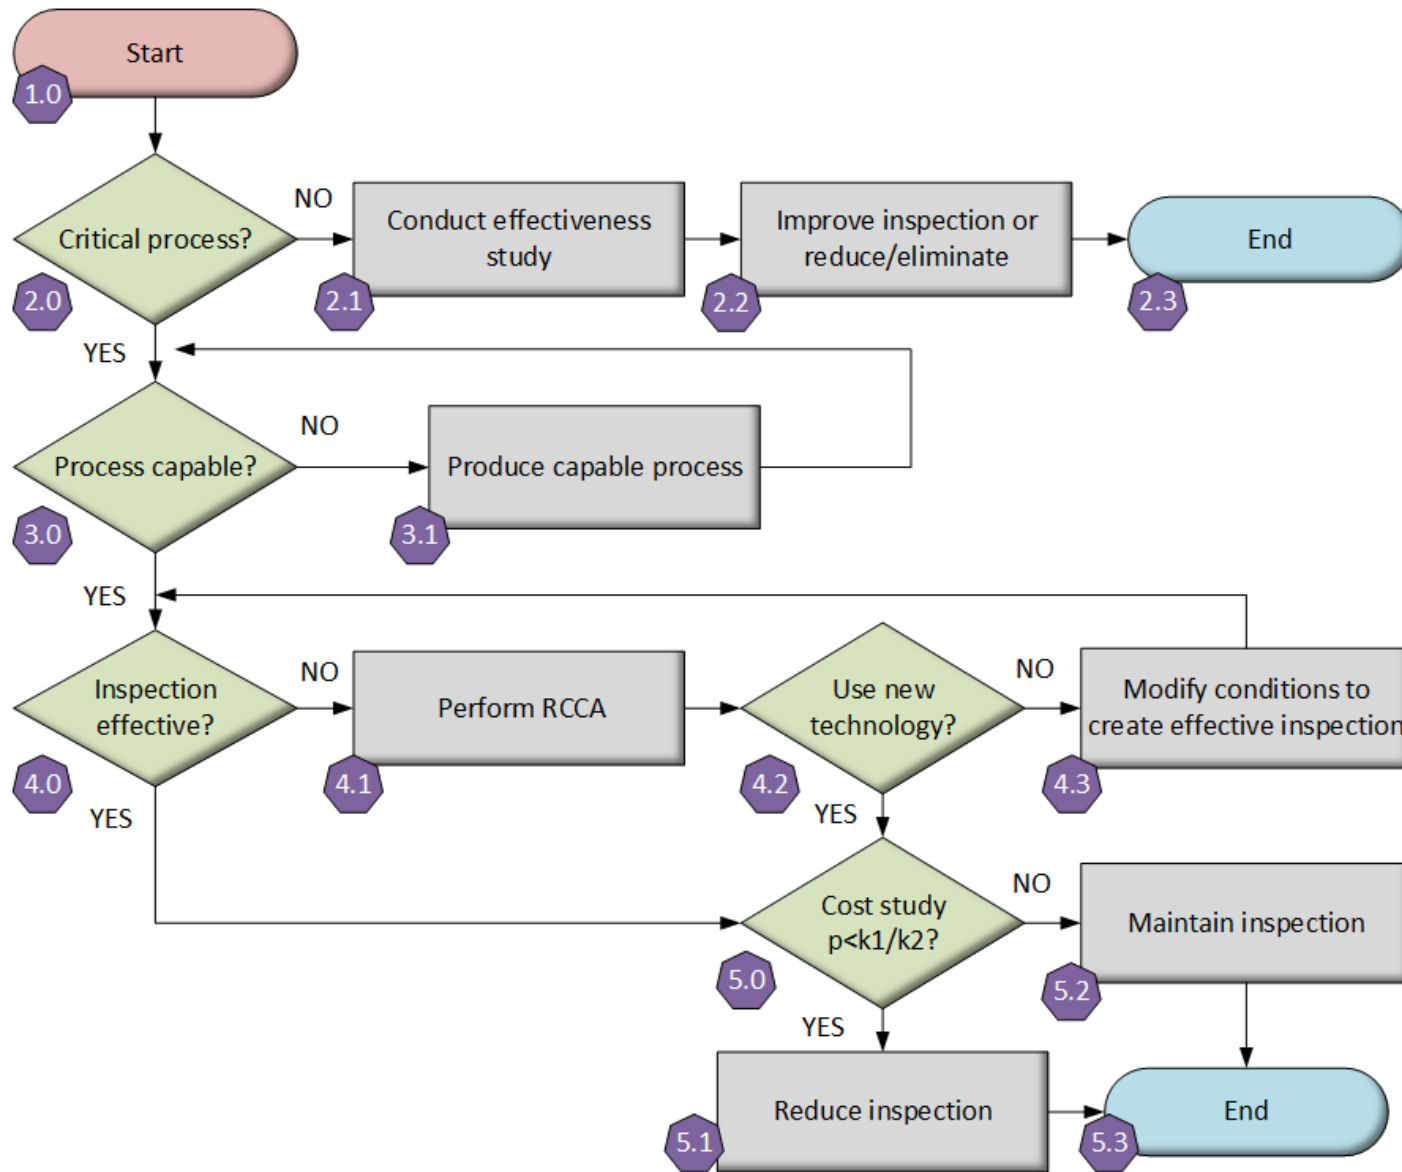 Start
1.0
Critical process?
2.0
NO
Conduct effectiveness
study
2.1
Improve inspection or
reduce/eliminate
2.2
End
2.3
YES
Process capable?
3.0
NO
Produce capable process
3.1
YES
Inspection
effective?
4.0
NO
Perform RCCA
4.1
Use new
technology?
4.2
NO
Modify conditions to
create effective inspection
4.3
YES
YES
Cost study
p<k1/k2?
5.0
NO
Maintain inspection
5.2
YES
Reduce inspection
5.1
End
5.3